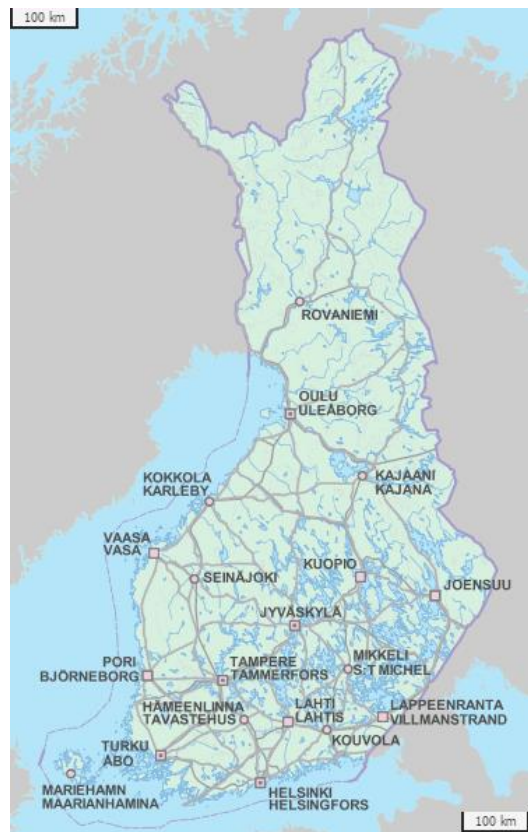 100 km
ROVANIEMI
OULU
ULEÅBORG
KAJAANI
KAJANA
KOKKOLA
KARLEBY
VAASA
VASA
SEINÄJOKI
KUOPIO
JOENSUU
JYVÄSKYLÄ
MIKKELI
S:T MICHEL
PORI
BJÖRNEBORG
TAMPERE
TAMMERFORS
HÄMEENLINNA
TAVASTEHUS
LAHTI
LAHTIS
LAPPEENRANTA
VILLMANSTRAND
KOUVOLA
TURKU
ÅBO
MARIEHAMN
MAARIANHAMINA
HELSINKI
HELSINGFORS
100 km